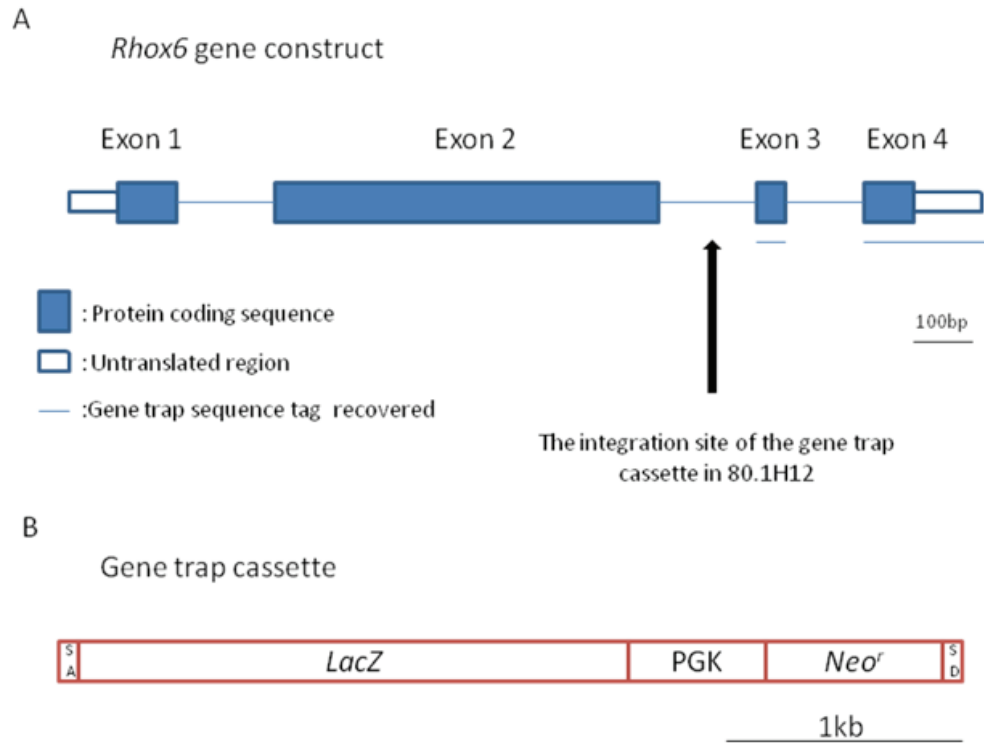 A
Rhox6 gene construct
Exon 1
Exon 2
Exon 3
Exon 4
: Protein coding sequence
: Untranslated region
:Gene trap sequence tag recovered
100bp
The integration site of the gene trap
cassette in 80.1H12
B
Gene trap cassette
SA
LacZ
PGK
Neoʳ
SD
1kb